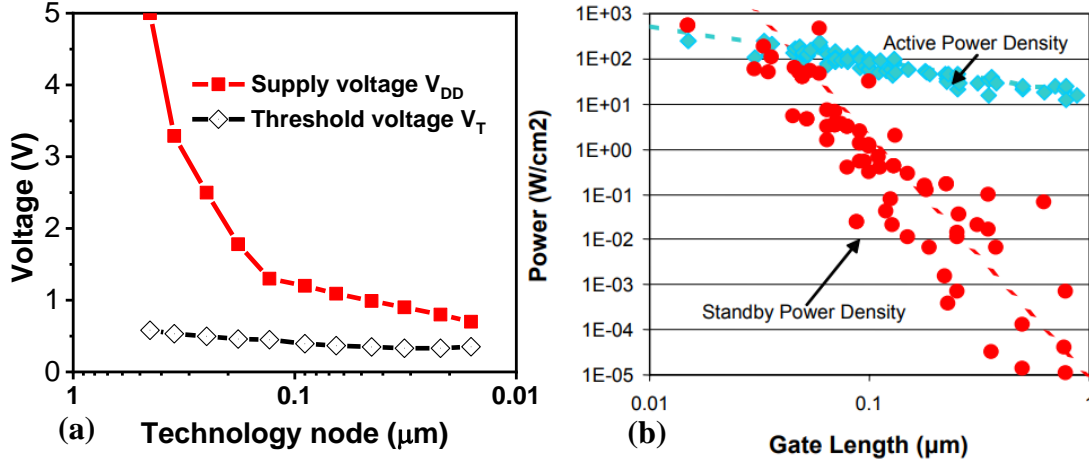 5
4
3
2
1
0
Voltage (V)
Supply voltage V_DD
Threshold voltage V_T
1
0.1
0.01
(a)
Technology node (μm)
1E+03
1E+02
1E+01
1E+00
1E-01
1E-02
1E-03
1E-04
1E-05
Power (W/cm2)
Active Power Density
Standby Power Density
0.01
0.1
1
(b)
Gate Length (μm)